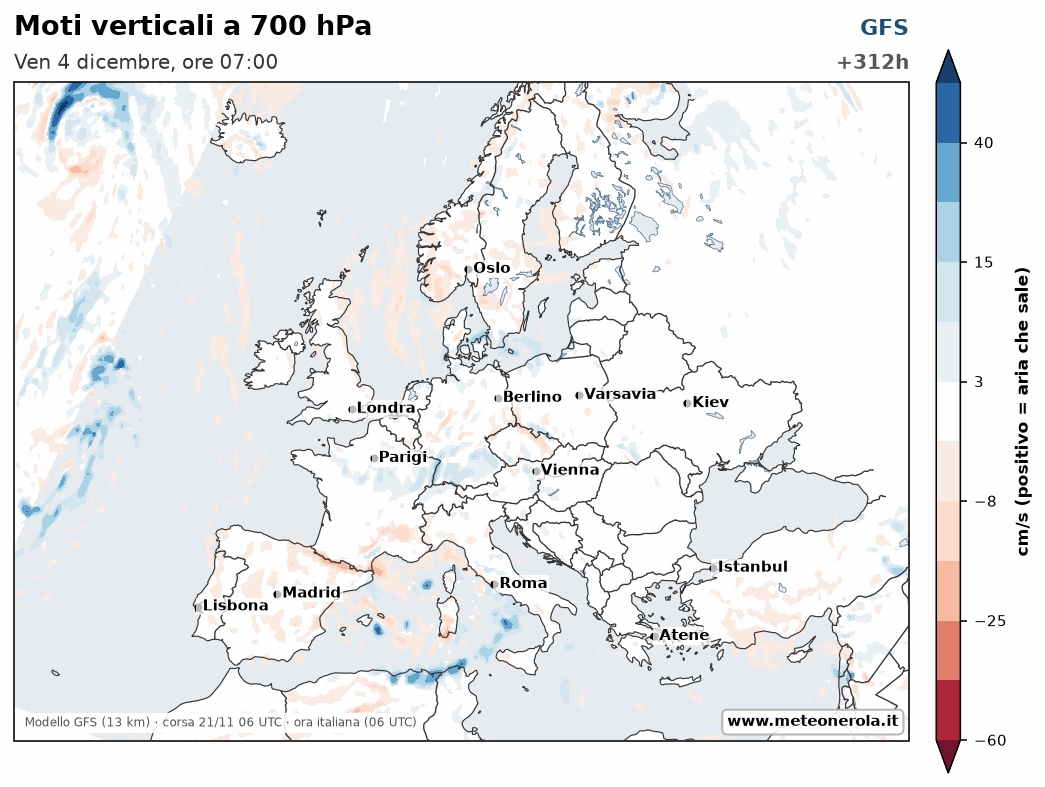 Moti verticali a 700 hPa
GFS
Ven 4 dicembre, ore 07:00
+312h
40
15
3
−8
−25
−60
cm/s (positivo = aria che sale)
Oslo
Berlino
Varsavia
Kiev
Londra
Parigi
Vienna
Istanbul
Roma
Madrid
Lisbona
Atene
Modello GFS (13 km) · corsa 21/11 06 UTC · ora italiana (06 UTC)
www.meteonerola.it